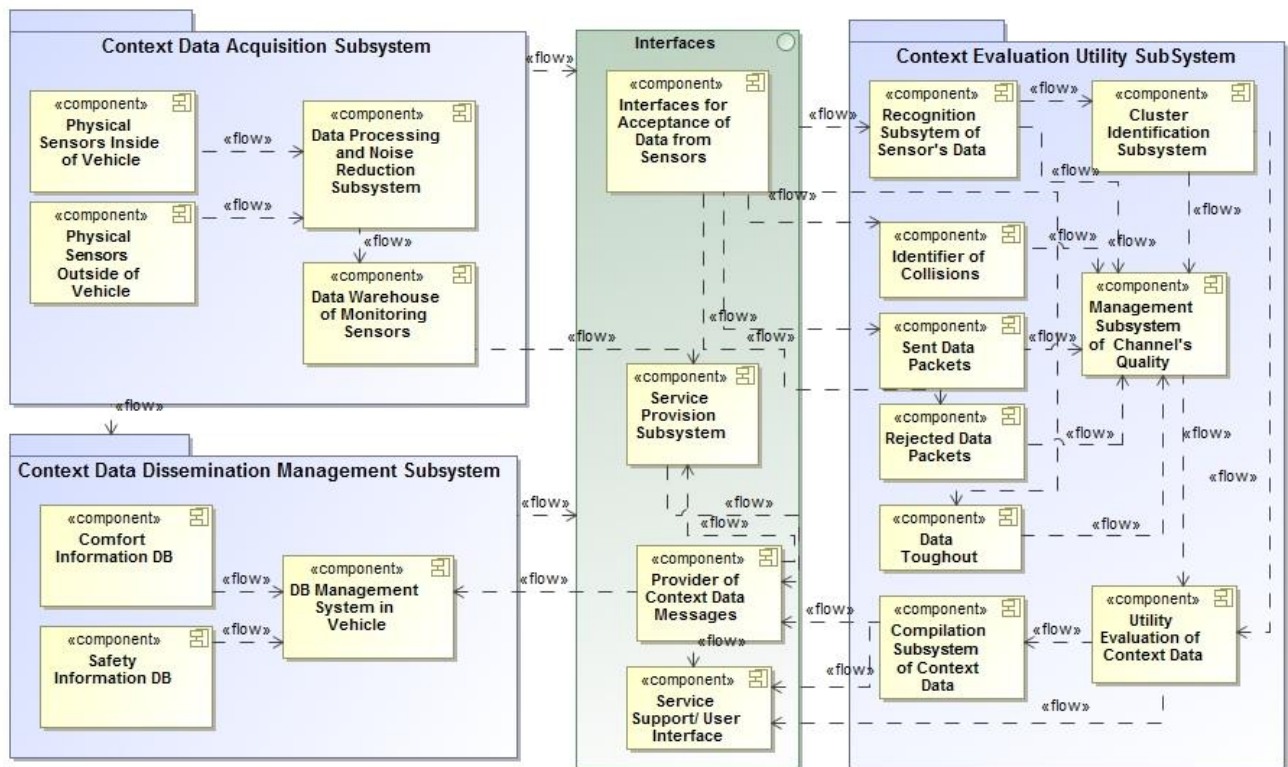 Context Data Acquisition Subsystem
«component»
Physical
Sensors Inside
of Vehicle
«flow»
«component»
Data Processing
and Noise
Reduction
Subsystem
«component»
Physical
Sensors
Outside of
Vehicle
«flow»
«flow»
«component»
Data Warehouse
of Monitoring
Sensors
«flow»
«flow»
«flow»
Context Data Dissemination Management Subsystem
«component»
Comfort
Information DB
«flow»
«component»
DB Management
System in
Vehicle
«component»
Safety
Information DB
«flow»
«flow»
«flow»
Interfaces
«component»
Interfaces for
Acceptance of
Data from
Sensors
«flow»
«flow»
«flow»
«flow»
«flow»
«component»
Service
Provision
Subsystem
«flow»
«flow»
«component»
Provider of
Context Data
Messages
«flow»
«flow»
«component»
Service
Support/ User
Interface
«flow»
«flow»
Context Evaluation Utility SubSystem
«component»
Recognition
Subsytem of
Sensor's Data
«flow»
«component»
Cluster
Identification
Subsystem
«flow»
«component»
Identifier of
Collisions
«flow»
«flow»
«component»
Management
Subsystem
of Channel's
Quality
«component»
Sent Data
Packets
«flow»
«component»
Rejected Data
Packets
«flow»
«flow»
«flow»
«component»
Data
Toughout
«flow»
«component»
Compilation
Subsystem
of Context
Data
«flow»
«component»
Utility
Evaluation of
Context Data